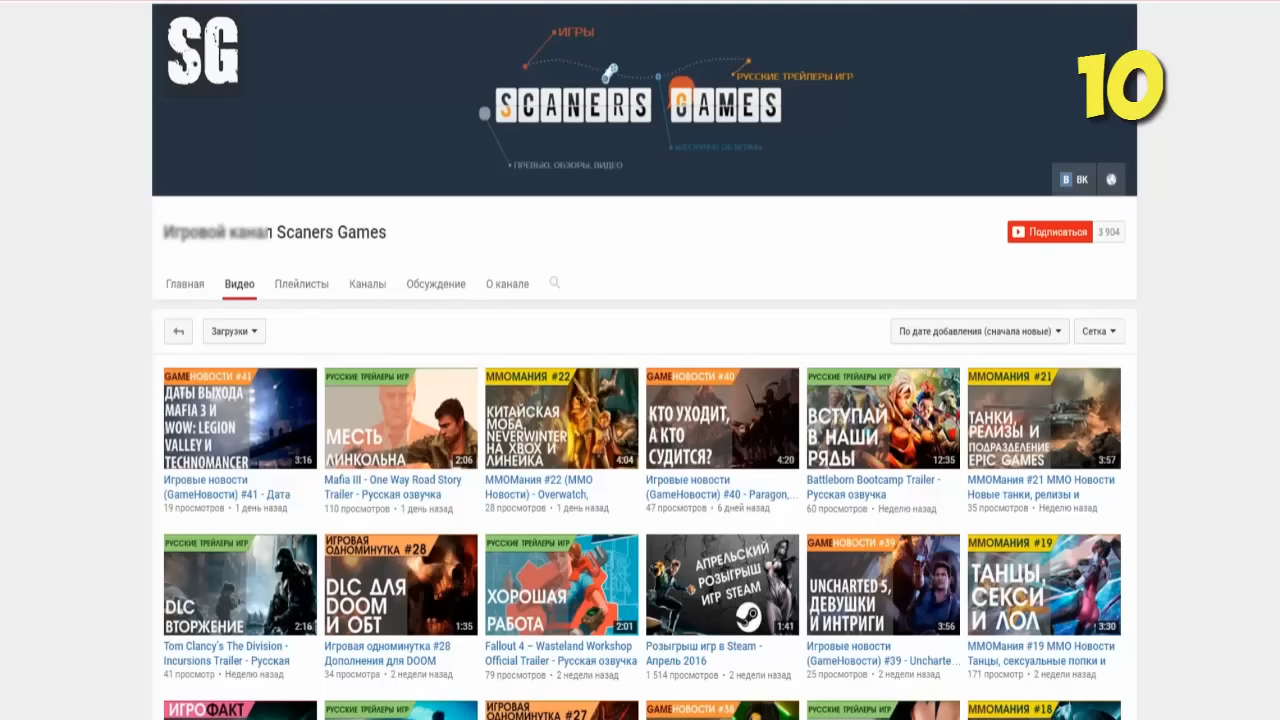 SG
ИГРЫ
РУССКИЕ ТРЕЙЛЕРЫ ИГР
SCANERS GAMES
ПРЕВЬЮ, ОБЗОРЫ, ВИДЕО
10
В ВК
Игровой канал Scaners Games
Подписаться 3 904
Главная Видео Плейлисты Каналы Обсуждение О канале
Загрузки По дате добавления (сначала новые) Сетка
GAMEНОВОСТИ #41
ДАТЫ ВЫХОДА
MAFIA 3 И
WOW: LEGION
VALLEY И
TECHNOMANCER
3:16
Игровые новости
(GameНовости) #41 - Дата
19 просмотров • 1 день назад
РУССКИЕ ТРЕЙЛЕРЫ ИГР
МЕСТЬ
ЛИНКОЛЬНА
2:06
Mafia III - One Way Road Story
Trailer - Русская озвучка
110 просмотров • 1 день назад
ММОМАНИЯ #22
КИТАЙСКАЯ
МОБА,
NEVERWINTER
НА XBOX И
ЛИНЕЙКА
4:04
ММОМания #22 (ММО
Новости) - Overwatch,
28 просмотров • 1 день назад
GAMEНОВОСТИ #40
КТО УХОДИТ,
А КТО
СУДИТСЯ?
4:20
Игровые новости
(GameНовости) #40 - Paragon,...
47 просмотров • 6 дней назад
РУССКИЕ ТРЕЙЛЕРЫ ИГР
ВСТУПАЙ
В НАШИ
РЯДЫ
12:35
Battleborn Bootcamp Trailer -
Русская озвучка
60 просмотров • Неделю назад
ММОМАНИЯ #21
ТАНКИ,
РЕЛИЗЫ И
ПОДРАЗДЕЛЕНИЕ
EPIC GAMES
3:57
ММОМания #21 ММО Новости
Новые танки, релизы и
35 просмотров • Неделю назад
РУССКИЕ ТРЕЙЛЕРЫ ИГР
DLC
ВТОРЖЕНИЕ
2:16
Tom Clancy's The Division -
Incursions Trailer - Русская
41 просмотр • Неделю назад
ИГРОВАЯ
ОДНОМИНУТКА #28
DLC ДЛЯ
DOOM
И ОБТ
1:35
Игровая одноминутка #28
Дополнения для DOOM
34 просмотра • 2 недели назад
РУССКИЕ ТРЕЙЛЕРЫ ИГР
ХОРОШАЯ
РАБОТА
2:01
Fallout 4 – Wasteland Workshop
Official Trailer - Русская озвучка
79 просмотров • 2 недели назад
АПРЕЛЬСКИЙ
РОЗЫГРЫШ
ИГР STEAM
1:41
Розыгрыш игр в Steam -
Апрель 2016
1 514 просмотров • 2 недели назад
GAMEНОВОСТИ #39
UNCHARTED 5,
ДЕВУШКИ
И ИНТРИГИ
3:56
Игровые новости
(GameНовости) #39 - Uncharte...
25 просмотров • 2 недели назад
ММОМАНИЯ #19
ТАНЦЫ,
СЕКСИ
И ЛОЛ
3:30
ММОМания #19 ММО Новости
Танцы, сексуальные попки и
171 просмотр • 2 недели назад
ИГРОФАКТ
РУССКИЕ ТРЕЙЛЕРЫ ИГР
ИГРОВАЯ
ОДНОМИНУТКА #27
GAMEНОВОСТИ #38
РУССКИЕ ТРЕЙЛЕРЫ ИГР
ММОМАНИЯ #18